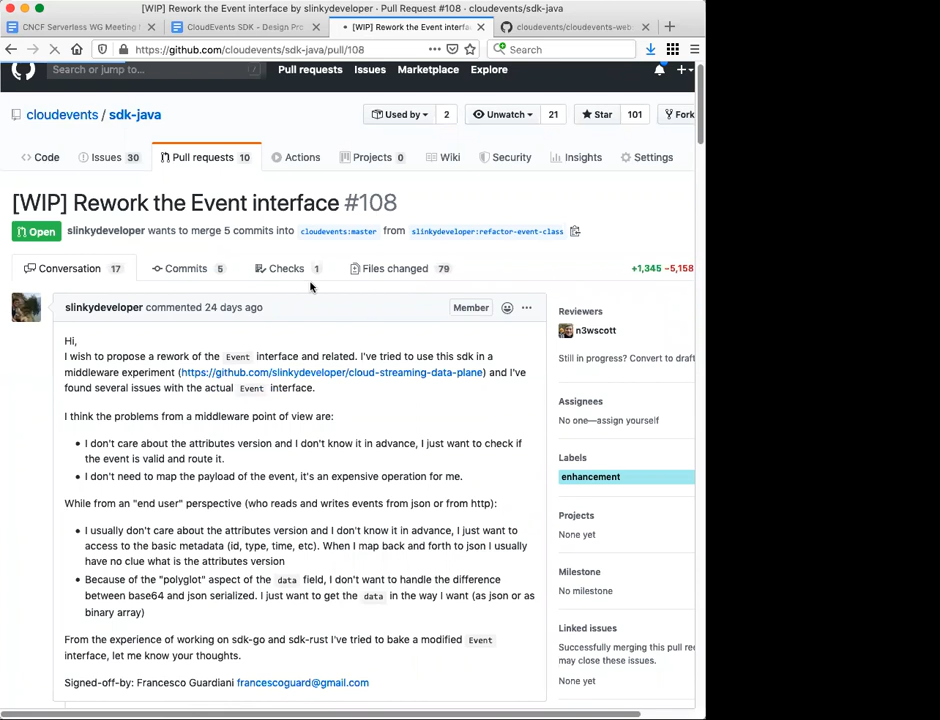 [WIP] Rework the Event interface by slinkydeveloper · Pull Request #108 · cloudevents/sdk-java
CNCF Serverless WG Meeting
CloudEvents SDK - Design Pro
[WIP] Rework the Event interfa
cloudevents/cloudevents-web
https://github.com/cloudevents/sdk-java/pull/108
Search
Search or jump to...
/
Pull requests
Issues
Marketplace
Explore
cloudevents / sdk-java
Used by
2
Unwatch
21
Star
101
Fork
Code
Issues 30
Pull requests 10
Actions
Projects 0
Wiki
Security
Insights
Settings
[WIP] Rework the Event interface #108
Open
slinkydeveloper wants to merge 5 commits into cloudevents:master from slinkydeveloper:refactor-event-class
Conversation 17
Commits 5
Checks 1
Files changed 79
+1,345 −5,158
slinkydeveloper commented 24 days ago
Member
Hi,
I wish to propose a rework of the Event interface and related. I've tried to use this sdk in a
middleware experiment (https://github.com/slinkydeveloper/cloud-streaming-data-plane) and I've
found several issues with the actual Event interface.
I think the problems from a middleware point of view are:
• I don't care about the attributes version and I don't know it in advance, I just want to check if
the event is valid and route it.
• I don't need to map the payload of the event, it's an expensive operation for me.
While from an "end user" perspective (who reads and writes events from json or from http):
• I usually don't care about the attributes version and I don't know it in advance, I just want to
access to the basic metadata (id, type, time, etc). When I map back and forth to json I usually
have no clue what is the attributes version
• Because of the "polyglot" aspect of the data field, I don't want to handle the difference
between base64 and json serialized. I just want to get the data in the way I want (as json or as
binary array)
From the experience of working on sdk-go and sdk-rust I've tried to bake a modified Event
interface, let me know your thoughts.
Signed-off-by: Francesco Guardiani francescoguard@gmail.com
Reviewers
n3wscott
Still in progress? Convert to draft
Assignees
No one—assign yourself
Labels
enhancement
Projects
None yet
Milestone
No milestone
Linked issues
Successfully merging this pull req
may close these issues.
None yet